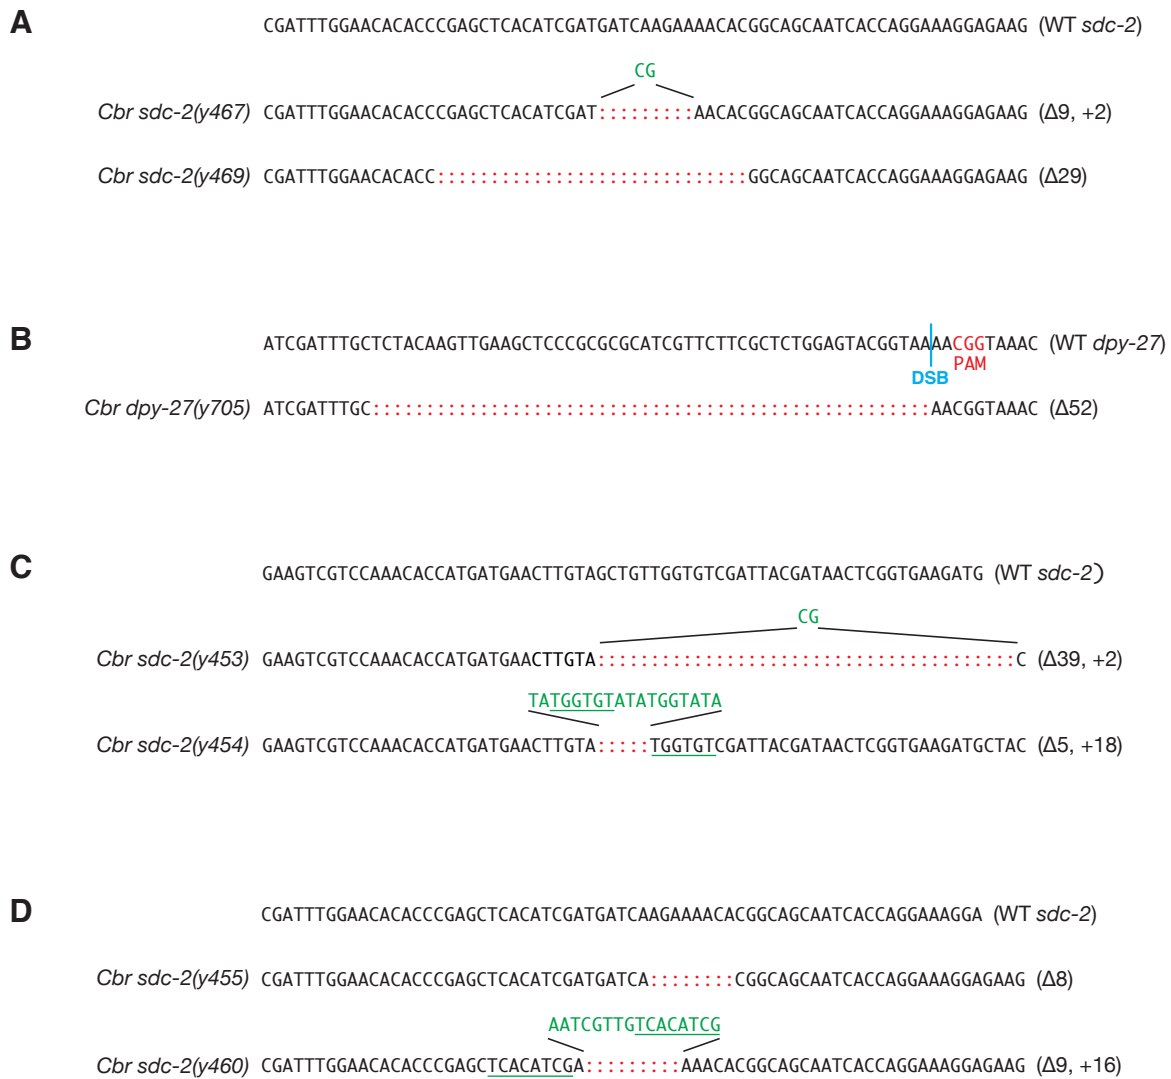 A
CGATTTGGAACACACCCGAGCTCACATCGATGATCAAGAAAACACGGCAGCAATCACCAGGAAAGGAGAAG (WT sdc-2)
CG
Cbr sdc-2(y467) CGATTTGGAACACACCCGAGCTCACATCGAT:::::::::AACACGGCAGCAATCACCAGGAAAGGAGAAG (Δ9, +2)
Cbr sdc-2(y469) CGATTTGGAACACACC:::::::::::::::::::::::::::::GGCAGCAATCACCAGGAAAGGAGAAG (Δ29)
B
ATCGATTTGCTCTACAAGTTGAAGCTCCCGCGCGCATCGTTCTTCGCTCTGGAGTACGGTAAAACGGTAAAC (WT dpy-27)
DSB PAM
Cbr dpy-27(y705) ATCGATTTGC::::::::::::::::::::::::::::::::::::::::::::::::::::AACGGTAAAC (Δ52)
C
GAAGTCGTCCAAACACCATGATGAACTTGTAGCTGTTGGTGTCGATTACGATAACTCGGTGAAGATG (WT sdc-2)
CG
Cbr sdc-2(y453) GAAGTCGTCCAAACACCATGATGAACTTGTA:::::::::::::::::::::::::::::::::::::::C (Δ39, +2)
TATGGTGTATATGGTATA
Cbr sdc-2(y454) GAAGTCGTCCAAACACCATGATGAACTTGTA:::::TGGTGTCGATTACGATAACTCGGTGAAGATGCTAC (Δ5, +18)
D
CGATTTGGAACACACCCGAGCTCACATCGATGATCAAGAAAACACGGCAGCAATCACCAGGAAAGGA (WT sdc-2)
Cbr sdc-2(y455) CGATTTGGAACACACCCGAGCTCACATCGATGATCA::::::::CGGCAGCAATCACCAGGAAAGGAGAAG (Δ8)
AATCGTTGTCACATCG
Cbr sdc-2(y460) CGATTTGGAACACACCCGAGCTCACATCGA:::::::::AAACACGGCAGCAATCACCAGGAAAGGAGAAG (Δ9, +16)